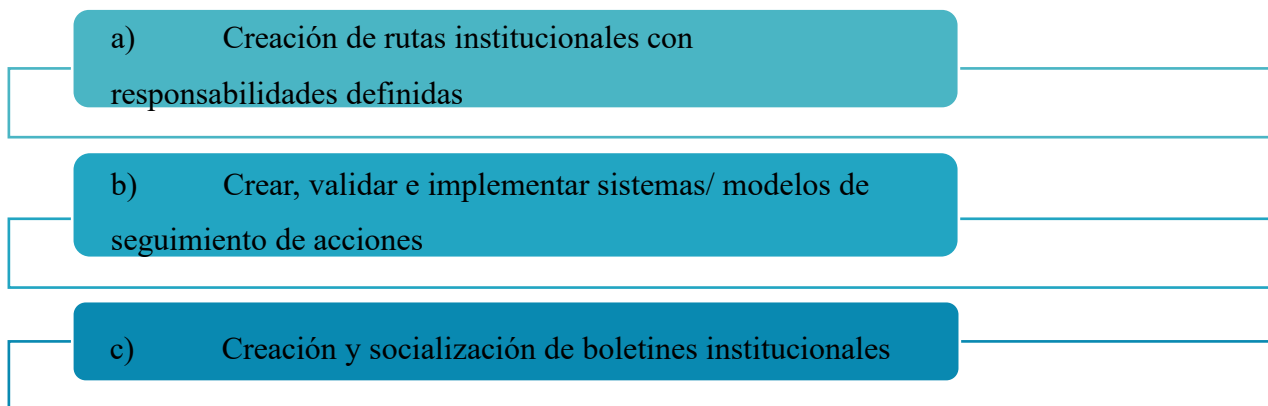 a) Creación de rutas institucionales con
responsabilidades definidas
b) Crear, validar e implementar sistemas/ modelos de
seguimiento de acciones
c) Creación y socialización de boletines institucionales